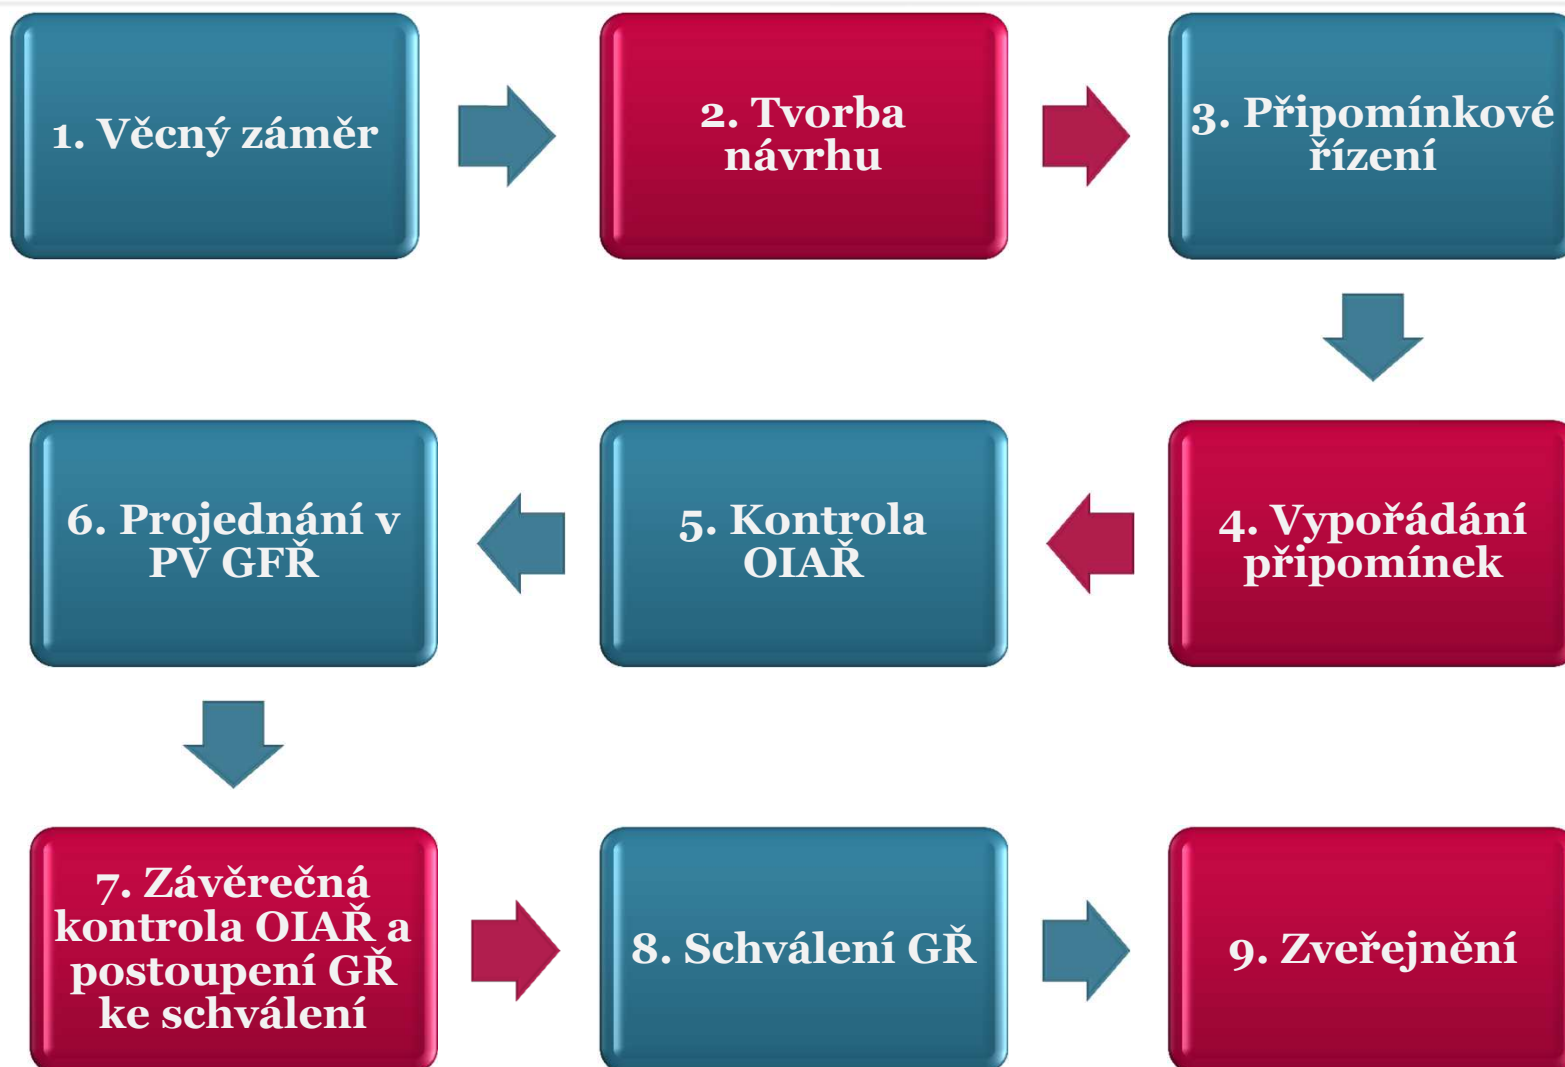 1. Věcný záměr
2. Tvorba
návrhu
3. Připomínkové
řízení
4. Vypořádání
připomínek
5. Kontrola
OIAŘ
6. Projednání v
PV GFŘ
7. Závěrečná
kontrola OIAŘ a
postoupení GŘ
ke schválení
8. Schválení GŘ
9. Zveřejnění